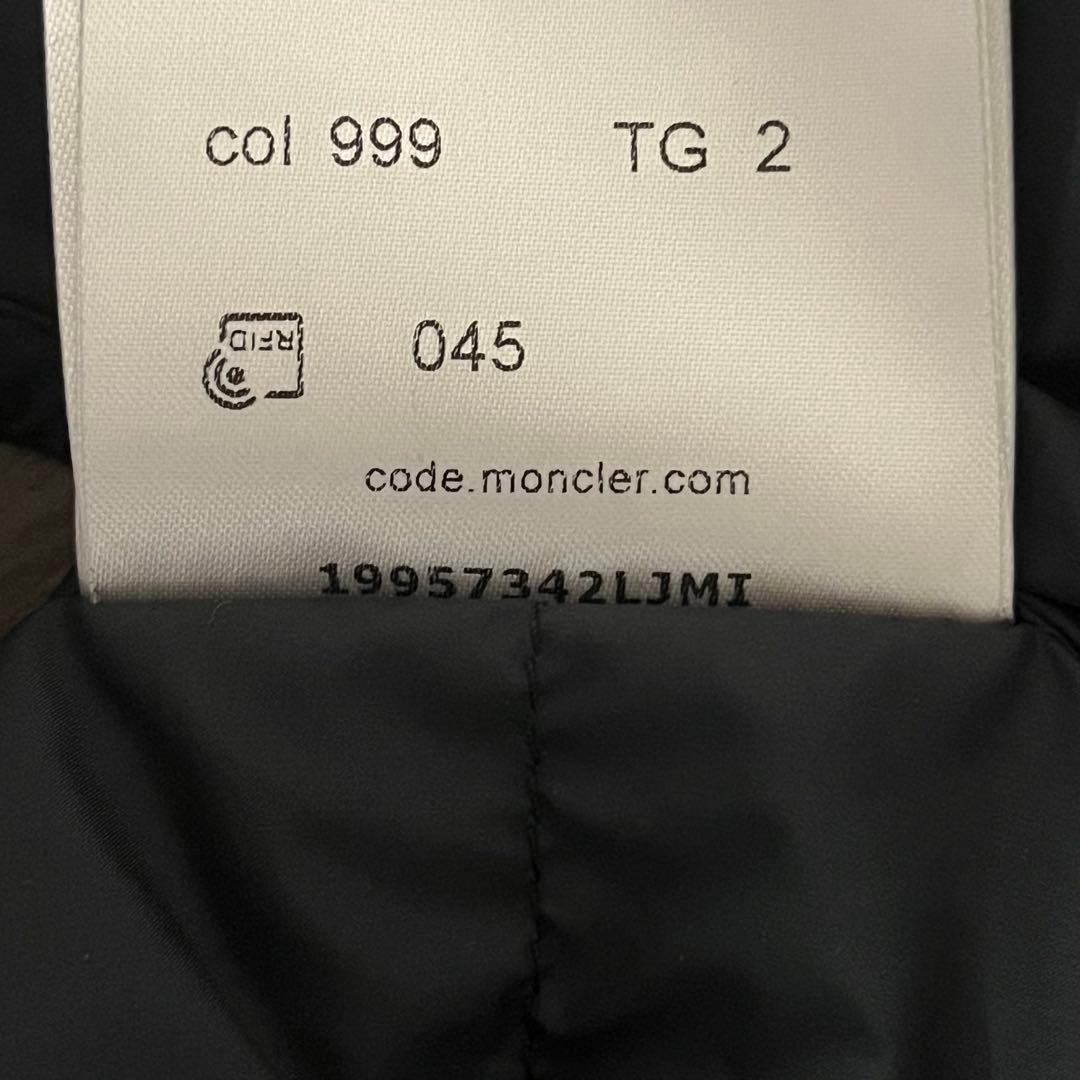 col 999 TG 2
RFID 045
code.moncler.com
19957342LJMI